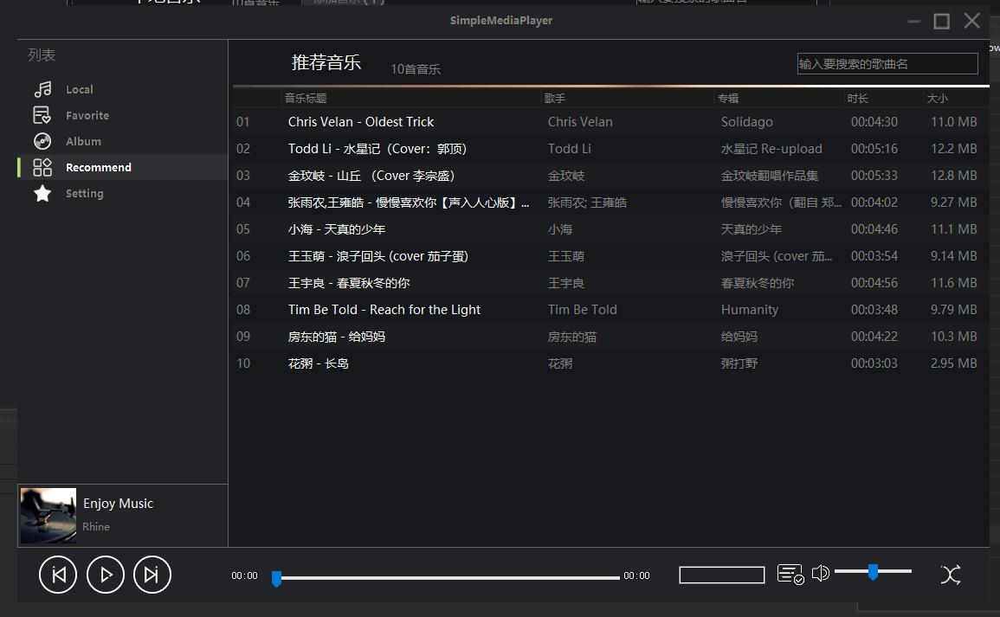 SimpleMediaPlayer
列表
Local
Favorite
Album
Recommend
Setting
推荐音乐 10首音乐 输入要搜索的歌曲名
音乐标题 歌手 专辑 时长 大小
01 Chris Velan - Oldest Trick Chris Velan Solidago 00:04:30 11.0 MB
02 Todd Li - 水星记（Cover：郭顶） Todd Li 水星记 Re-upload 00:05:16 12.2 MB
03 金玟岐 - 山丘 （Cover 李宗盛） 金玟岐 金玟岐翻唱作品集 00:05:33 12.8 MB
04 张雨农,王雍皓 - 慢慢喜欢你【声入人心版】... 张雨农; 王雍皓 慢慢喜欢你（翻自 郑... 00:04:02 9.27 MB
05 小海 - 天真的少年 小海 天真的少年 00:04:46 11.1 MB
06 王玉萌 - 浪子回头 (cover 茄子蛋) 王玉萌 浪子回头 (cover 茄... 00:03:54 9.14 MB
07 王宇良 - 春夏秋冬的你 王宇良 春夏秋冬的你 00:04:56 11.6 MB
08 Tim Be Told - Reach for the Light Tim Be Told Humanity 00:03:48 9.79 MB
09 房东的猫 - 给妈妈 房东的猫 给妈妈 00:04:22 10.3 MB
10 花粥 - 长岛 花粥 粥打野 00:03:03 2.95 MB
Enjoy Music
Rhine
00:00 00:00